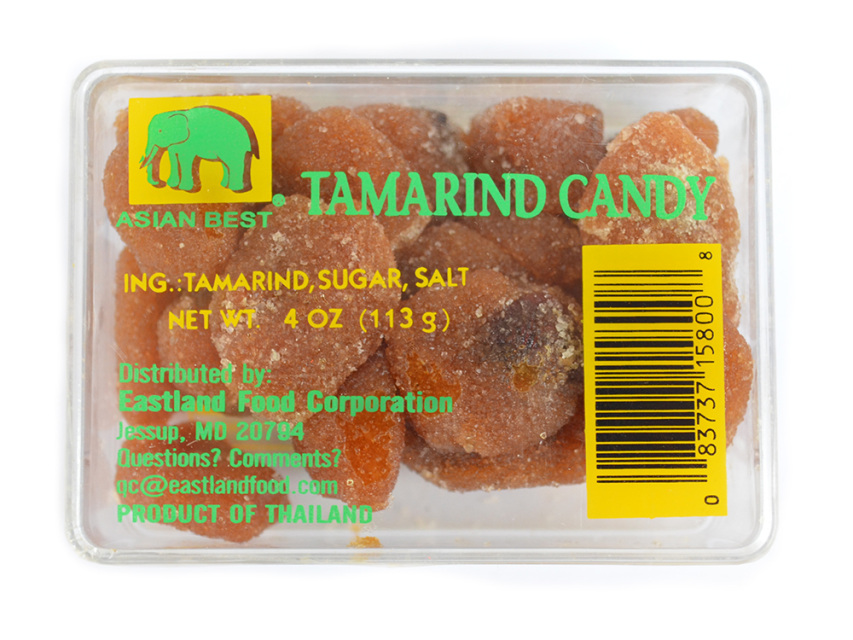 ASIAN BEST®
TAMARIND CANDY
ING.:TAMARIND, SUGAR, SALT
NET WT. 4 OZ (113 g)
Distributed by:
Eastland Food Corporation
Jessup, MD 20794
Questions? Comments?
qc@eastlandfood.com
PRODUCT OF THAILAND
0 83737 15800 8